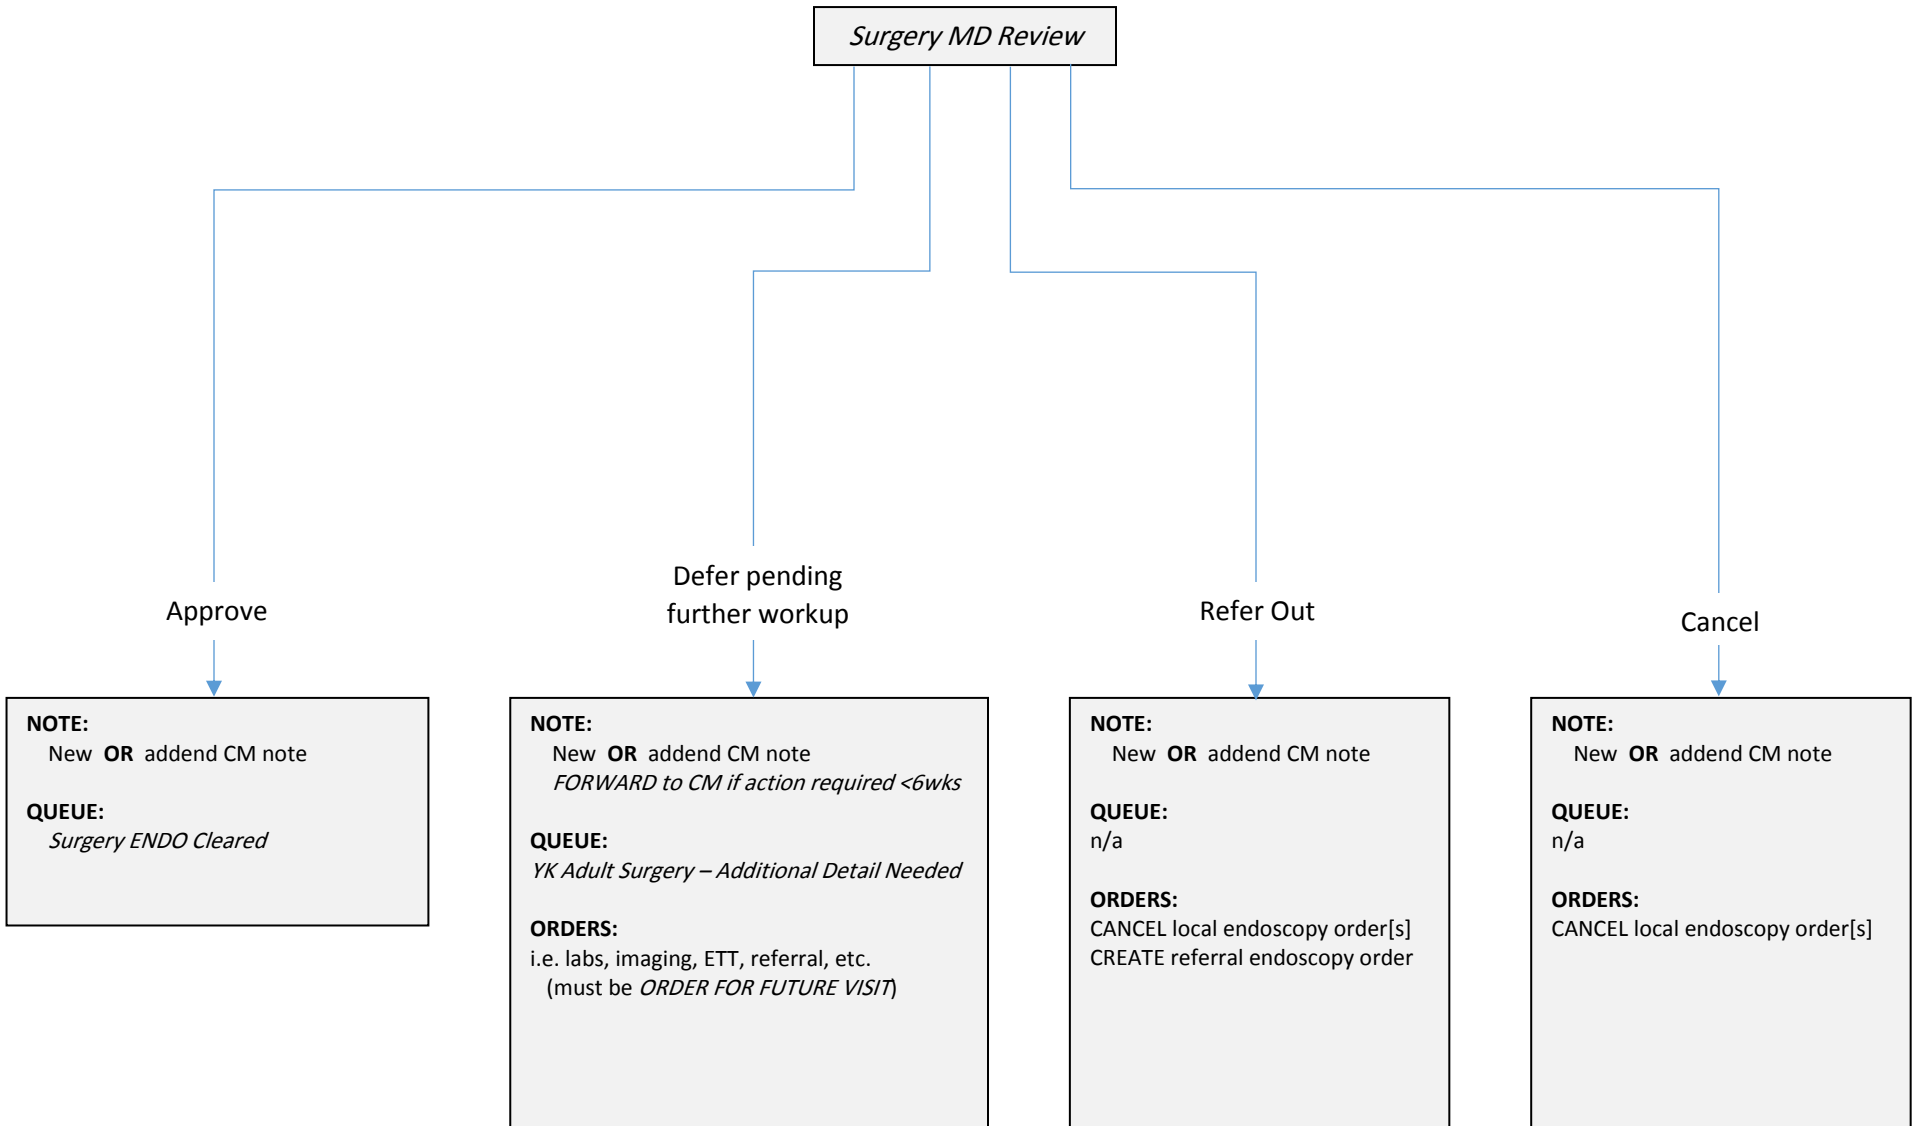 Surgery MD Review
Approve
Defer pending
further workup
Refer Out
Cancel
NOTE:
New OR addend CM note
QUEUE:
Surgery ENDO Cleared
NOTE:
New OR addend CM note
FORWARD to CM if action required <6wks
QUEUE:
YK Adult Surgery – Additional Detail Needed
ORDERS:
i.e. labs, imaging, ETT, referral, etc.
(must be ORDER FOR FUTURE VISIT)
NOTE:
New OR addend CM note
QUEUE:
n/a
ORDERS:
CANCEL local endoscopy order[s]
CREATE referral endoscopy order
NOTE:
New OR addend CM note
QUEUE:
n/a
ORDERS:
CANCEL local endoscopy order[s]